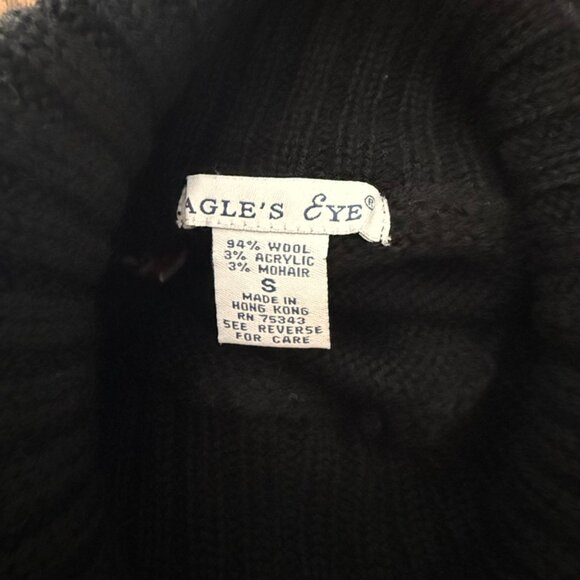 AGLE'S EYE®
94% WOOL
3% ACRYLIC
3% MOHAIR
S
MADE IN
HONG KONG
RN 75343
SEE REVERSE
FOR CARE